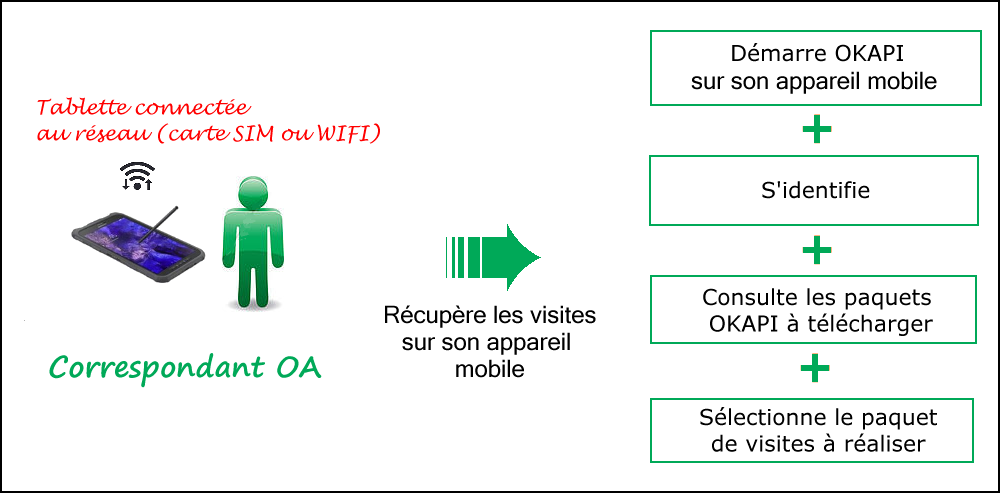 Tablette connectée
au réseau (carte SIM ou WIFI)
Correspondant OA
Récupère les visites
sur son appareil
mobile
Démarre OKAPI
sur son appareil mobile
+
S'identifie
+
Consulte les paquets
OKAPI à télécharger
+
Sélectionne le paquet
de visites à réaliser